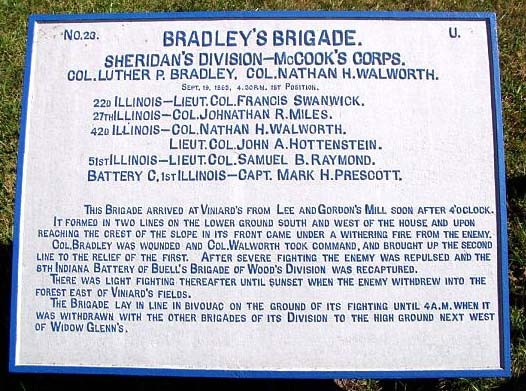 No. 23. U.
BRADLEY'S BRIGADE.
SHERIDAN'S DIVISION—McCOOK'S CORPS.
COL. LUTHER P. BRADLEY, COL. NATHAN H. WALWORTH.
SEPT. 19, 1863, 4.30 P.M. 1ST POSITION.
22D ILLINOIS—LIEUT. COL. FRANCIS SWANWICK.
27TH ILLINOIS—COL. JOHNATHAN R. MILES.
42D ILLINOIS—COL. NATHAN H. WALWORTH.
LIEUT. COL. JOHN A. HOTTENSTEIN.
51ST ILLINOIS—LIEUT. COL. SAMUEL B. RAYMOND.
BATTERY C, 1ST ILLINOIS—CAPT. MARK H. PRESCOTT.
THIS BRIGADE ARRIVED AT VINIARD'S FROM LEE AND GORDON'S MILL SOON AFTER 4 O'CLOCK.
IT FORMED IN TWO LINES ON THE LOWER GROUND SOUTH AND WEST OF THE HOUSE AND UPON
REACHING THE CREST OF THE SLOPE IN ITS FRONT CAME UNDER A WITHERING FIRE FROM THE ENEMY.
COL. BRADLEY WAS WOUNDED AND COL. WALWORTH TOOK COMMAND, AND BROUGHT UP THE SECOND
LINE TO THE RELIEF OF THE FIRST. AFTER SEVERE FIGHTING THE ENEMY WAS REPULSED AND THE
8TH INDIANA BATTERY OF BUELL'S BRIGADE OF WOOD'S DIVISION WAS RECAPTURED.
THERE WAS LIGHT FIGHTING THEREAFTER UNTIL SUNSET WHEN THE ENEMY WITHDREW INTO THE
FOREST EAST OF VINIARD'S FIELDS.
THE BRIGADE LAY IN LINE IN BIVOUAC ON THE GROUND OF ITS FIGHTING UNTIL 4 A.M. WHEN IT
WAS WITHDRAWN WITH THE OTHER BRIGADES OF ITS DIVISION TO THE HIGH GROUND NEXT WEST
OF WIDOW GLENN'S.